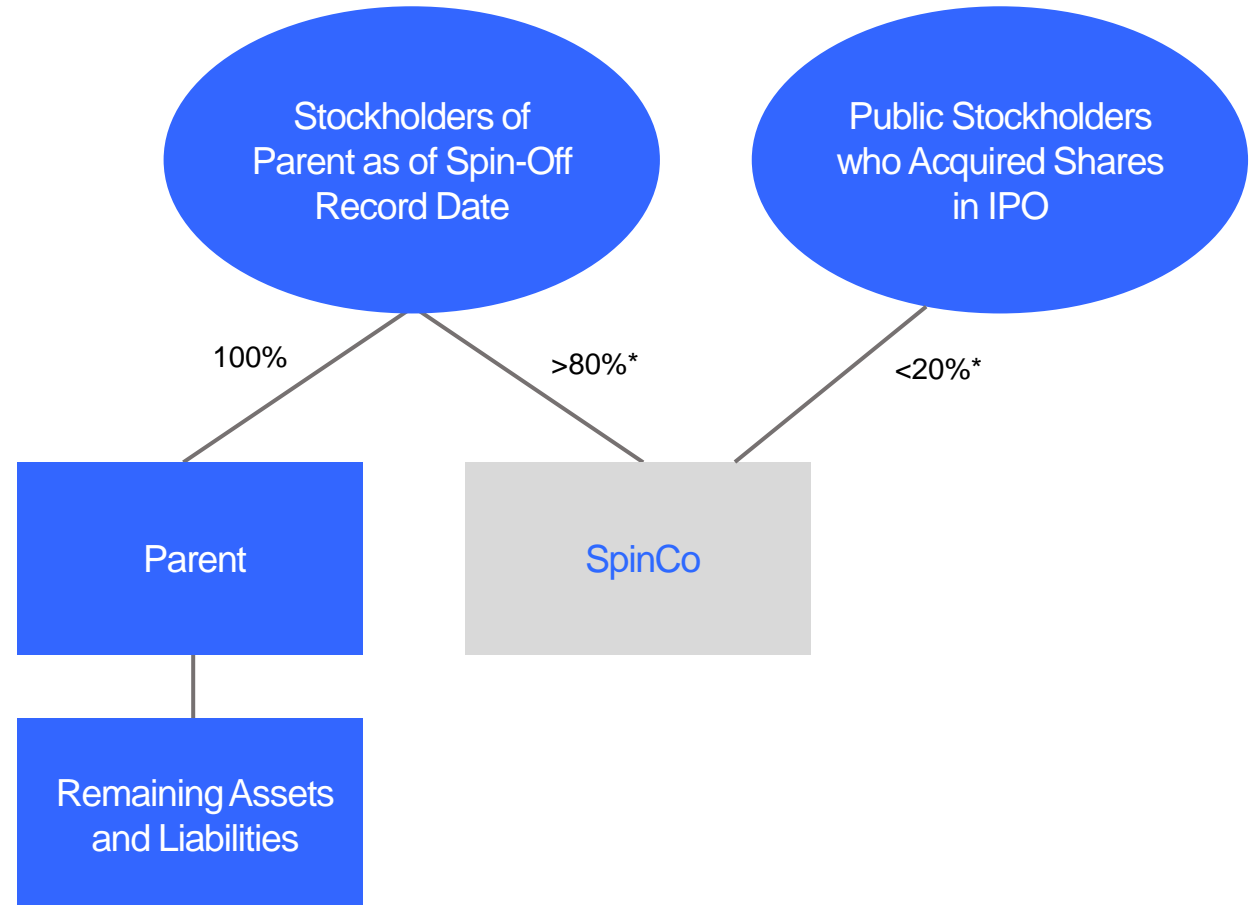 Stockholders of
Parent as of Spin-Off
Record Date
Public Stockholders
who Acquired Shares
in IPO
100%
>80%*
<20%*
Parent
SpinCo
Remaining Assets
and Liabilities